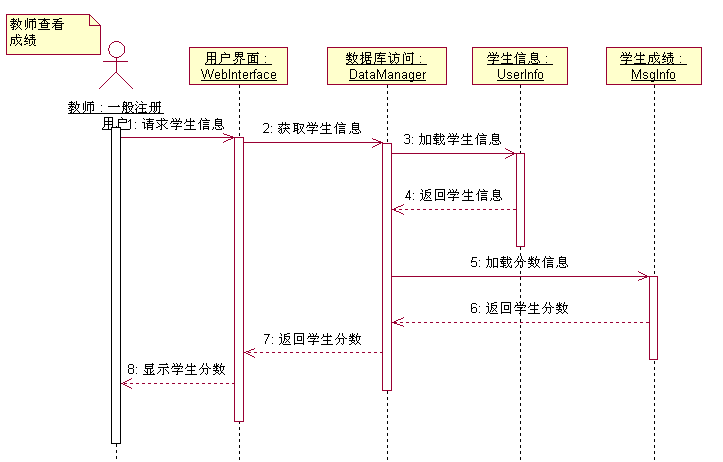 教师查看
成绩
教师 : 一般注册
用户
用户界面 :
WebInterface
数据库访问 :
DataManager
学生信息 :
UserInfo
学生成绩 :
MsgInfo
1: 请求学生信息
2: 获取学生信息
3: 加载学生信息
4: 返回学生信息
5: 加载分数信息
6: 返回学生分数
7: 返回学生分数
8: 显示学生分数